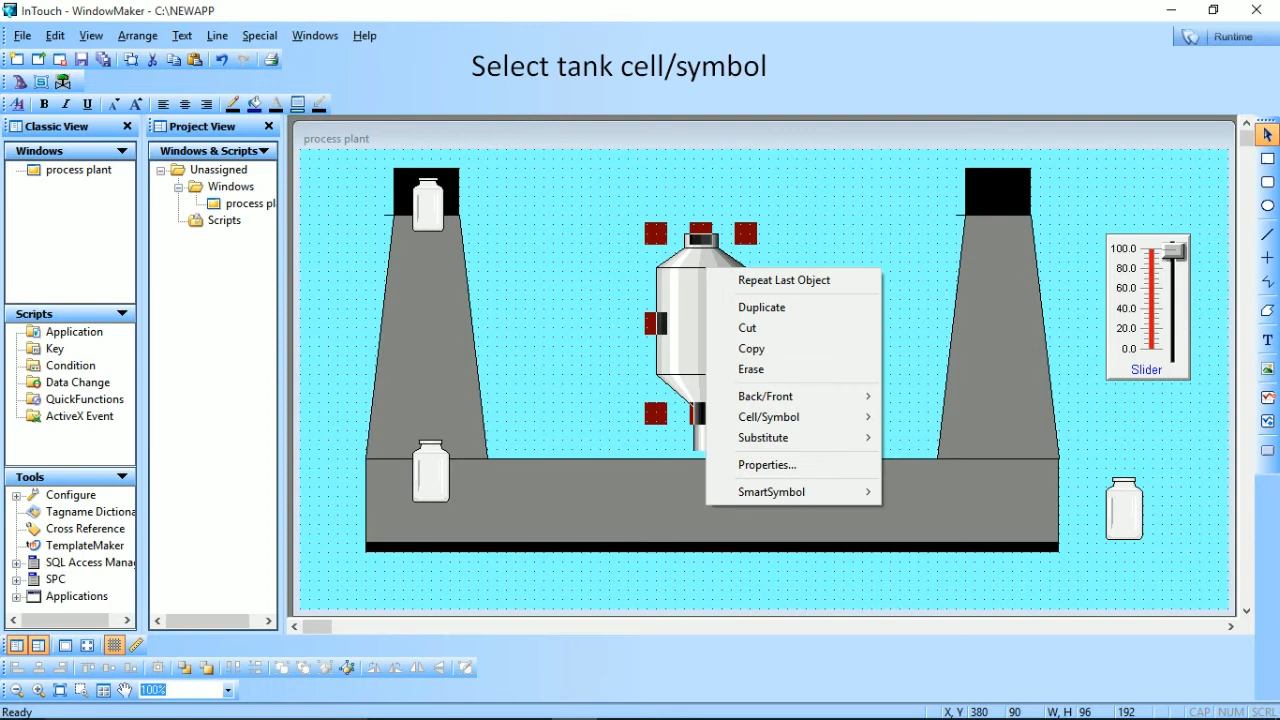 InTouch - WindowMaker - C:\NEWAPP
File Edit View Arrange Text Line Special Windows Help
Runtime
Select tank cell/symbol
B I U A A
Classic View
Project View
Windows
process plant
Scripts
Application
Key
Condition
Data Change
QuickFunctions
ActiveX Event
Tools
Configure
Tagname Dictiona
Cross Reference
TemplateMaker
SQL Access Mana
SPC
Applications
Windows & Scripts
Unassigned
Windows
process pl
Scripts
process plant
Repeat Last Object
Duplicate
Cut
Copy
Erase
Back/Front
Cell/Symbol
Substitute
Properties...
SmartSymbol
100.0
80.0
60.0
40.0
20.0
0.0
Slider
T
100%
Ready
X, Y 380 90 W, H 96 192 CAP NUM SCRL